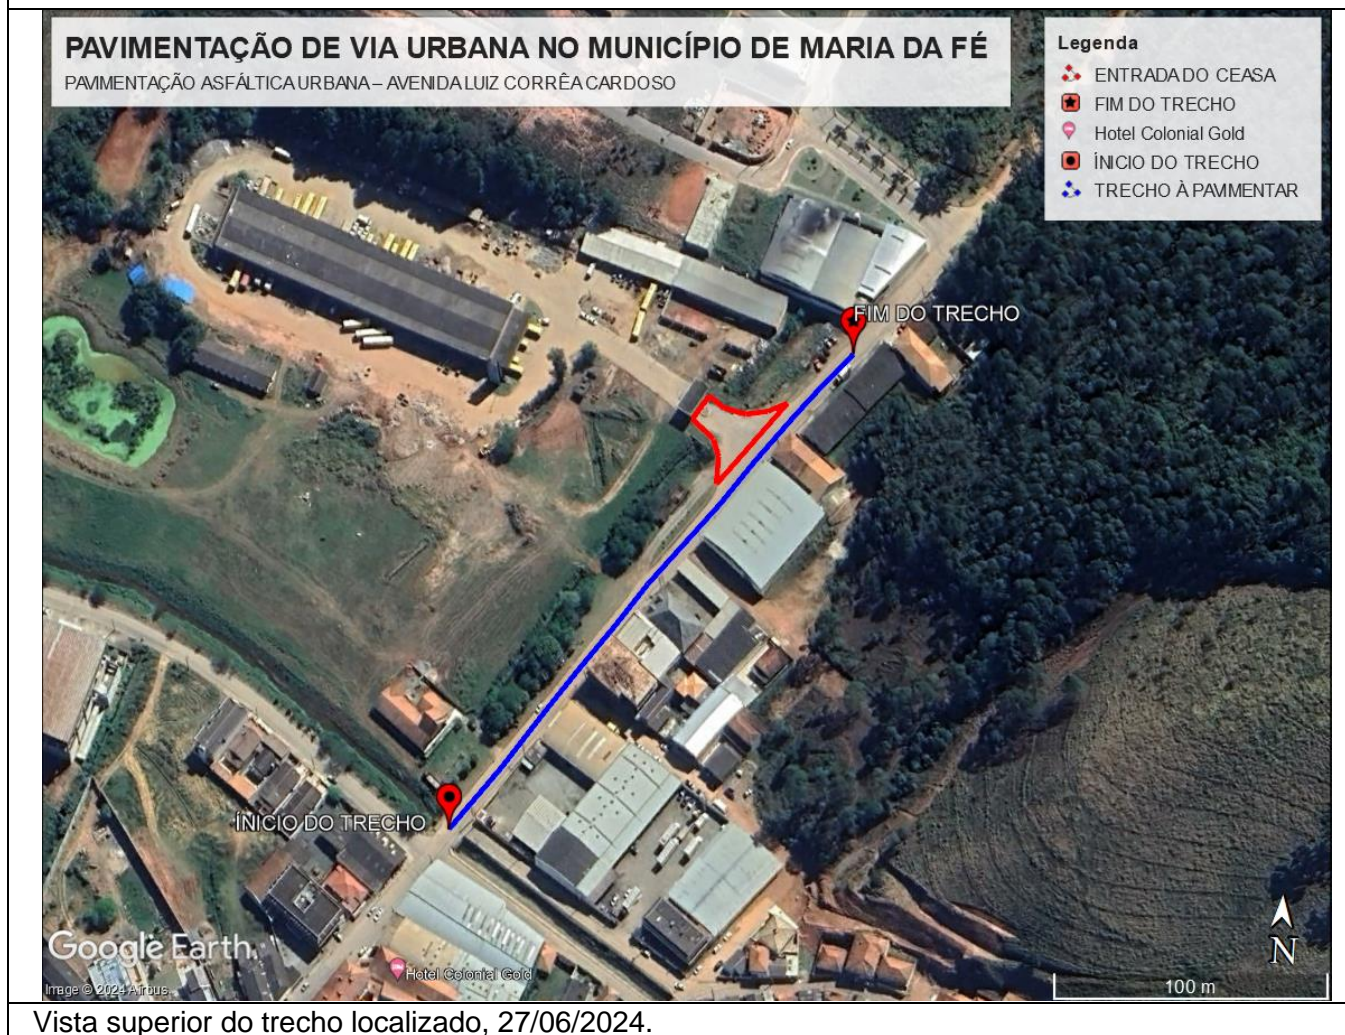 PAVIMENTAÇÃO DE VIA URBANA NO MUNICÍPIO DE MARIA DA FÉ
PAVIMENTAÇÃO ASFÁLTICA URBANA – AVENIDA LUIZ CORRÊA CARDOSO
Legenda
ENTRADA DO CEASA
FIM DO TRECHO
Hotel Colonial Gold
ÍNICIO DO TRECHO
TRECHO À PAVIMENTAR
FIM DO TRECHO
ÍNICIO DO TRECHO
Hotel Colonial Gold
Google Earth
Image © 2024 Airbus
N
100 m
Vista superior do trecho localizado, 27/06/2024.